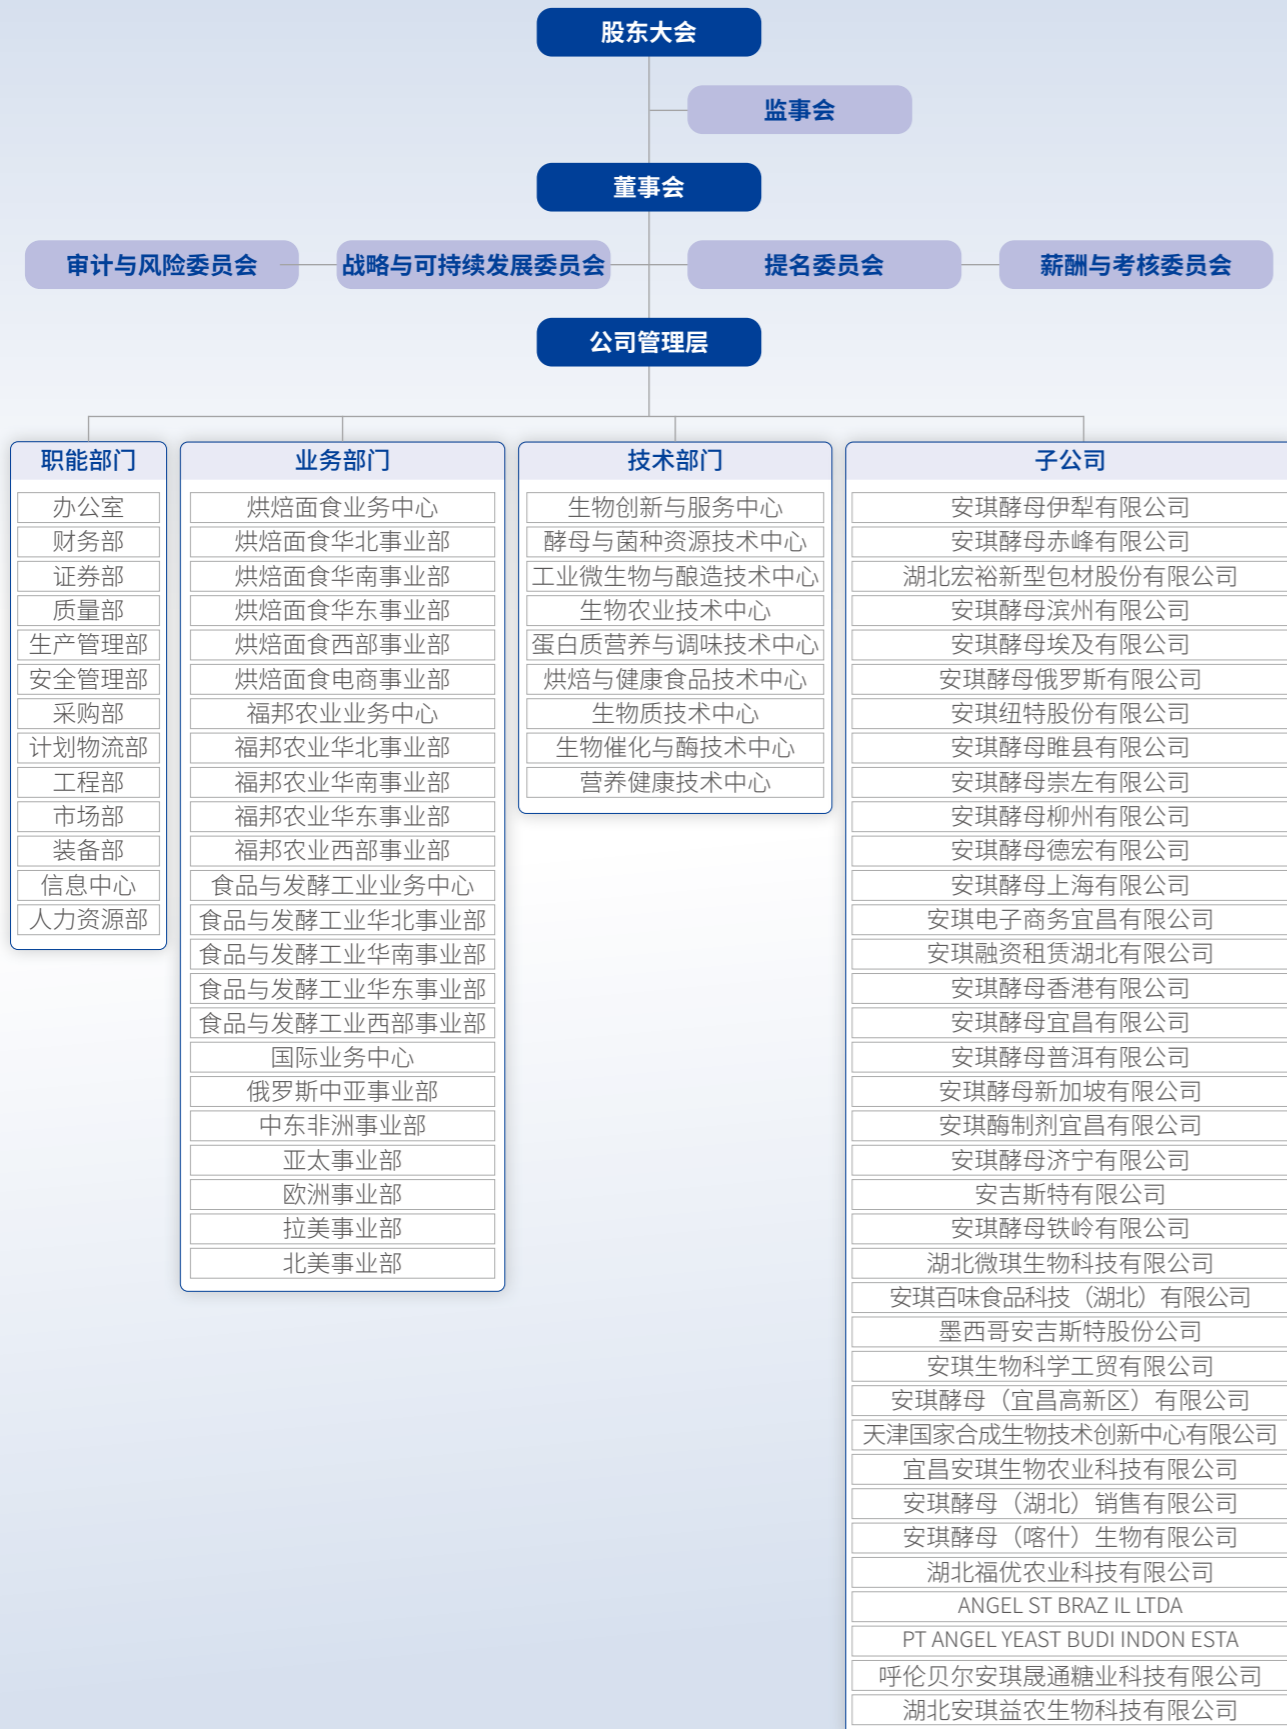 股东大会
监事会
董事会
审计与风险委员会
战略与可持续发展委员会
提名委员会
薪酬与考核委员会
公司管理层
职能部门
办公室
财务部
证券部
质量部
生产管理部
安全管理部
采购部
计划物流部
工程部
市场部
装备部
信息中心
人力资源部
业务部门
烘焙面食业务中心
烘焙面食华北事业部
烘焙面食华南事业部
烘焙面食华东事业部
烘焙面食西部事业部
烘焙面食电商事业部
福邦农业业务中心
福邦农业华北事业部
福邦农业华南事业部
福邦农业华东事业部
福邦农业西部事业部
食品与发酵工业业务中心
食品与发酵工业华北事业部
食品与发酵工业华南事业部
食品与发酵工业华东事业部
食品与发酵工业西部事业部
国际业务中心
俄罗斯中亚事业部
中东非洲事业部
亚太事业部
欧洲事业部
拉美事业部
北美事业部
技术部门
生物创新与服务中心
酵母与菌种资源技术中心
工业微生物与酿造技术中心
生物农业技术中心
蛋白质营养与调味技术中心
烘焙与健康食品技术中心
生物质技术中心
生物催化与酶技术中心
营养健康技术中心
子公司
安琪酵母伊犁有限公司
安琪酵母赤峰有限公司
湖北宏裕新型包材股份有限公司
安琪酵母滨州有限公司
安琪酵母埃及有限公司
安琪酵母俄罗斯有限公司
安琪纽特股份有限公司
安琪酵母睢县有限公司
安琪酵母崇左有限公司
安琪酵母柳州有限公司
安琪酵母德宏有限公司
安琪酵母上海有限公司
安琪电子商务宜昌有限公司
安琪融资租赁湖北有限公司
安琪酵母香港有限公司
安琪酵母宜昌有限公司
安琪酵母普洱有限公司
安琪酵母新加坡有限公司
安琪酶制剂宜昌有限公司
安琪酵母济宁有限公司
安吉斯特有限公司
安琪酵母铁岭有限公司
湖北微琪生物科技有限公司
安琪百味食品科技（湖北）有限公司
墨西哥安吉斯特股份公司
安琪生物科学工贸有限公司
安琪酵母（宜昌高新区）有限公司
天津国家合成生物技术创新中心有限公司
宜昌安琪生物农业科技有限公司
安琪酵母（湖北）销售有限公司
安琪酵母（喀什）生物有限公司
湖北福优农业科技有限公司
ANGEL ST BRAZ IL LTDA
PT ANGEL YEAST BUDI INDON ESTA
呼伦贝尔安琪晟通糖业科技有限公司
湖北安琪益农生物科技有限公司